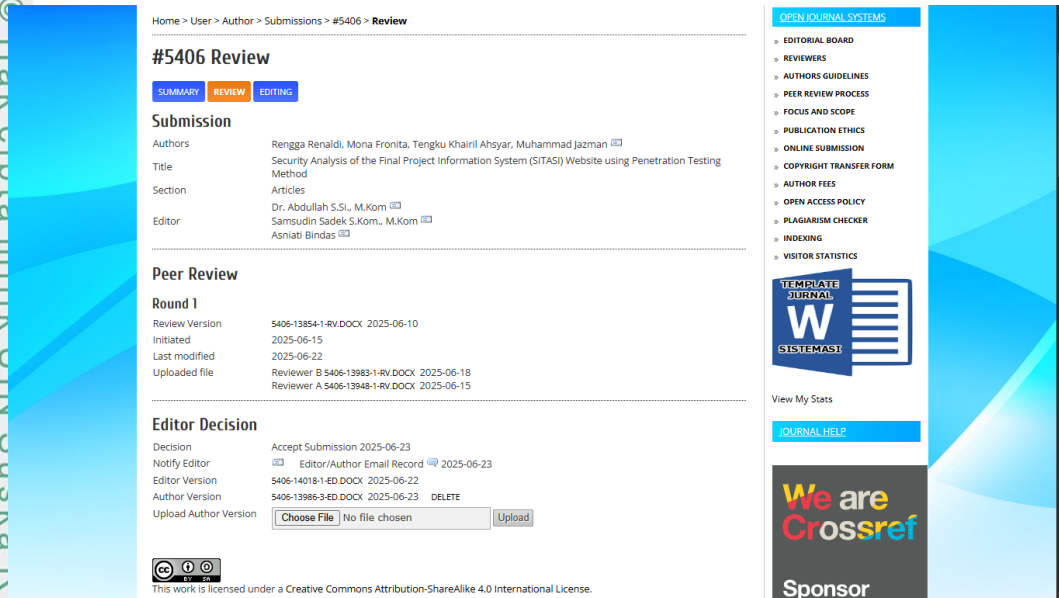 Home > User > Author > Submissions > #5406 > Review
#5406 Review
SUMMARY REVIEW EDITING
Submission
Authors Rengga Renaldi, Mona Fronita, Tengku Khairil Ahsyar, Muhammad Jazman
Title Security Analysis of the Final Project Information System (SITASI) Website using Penetration Testing
Method
Section Articles
Dr. Abdullah S.Si., M.Kom
Editor Samsudin Sadek S.Kom., M.Kom
Asniati Bindas
Peer Review
Round 1
Review Version 5406-13854-1-RV.DOCX 2025-06-10
Initiated 2025-06-15
Last modified 2025-06-22
Uploaded file Reviewer B 5406-13983-1-RV.DOCX 2025-06-18
Reviewer A 5406-13948-1-RV.DOCX 2025-06-15
Editor Decision
Decision Accept Submission 2025-06-23
Notify Editor Editor/Author Email Record 2025-06-23
Editor Version 5406-14018-1-ED.DOCX 2025-06-22
Author Version 5406-13986-3-ED.DOCX 2025-06-23 DELETE
Upload Author Version Choose File No file chosen Upload
cc BY SA
This work is licensed under a Creative Commons Attribution-ShareAlike 4.0 International License.
OPEN JOURNAL SYSTEMS
» EDITORIAL BOARD
» REVIEWERS
» AUTHORS GUIDELINES
» PEER REVIEW PROCESS
» FOCUS AND SCOPE
» PUBLICATION ETHICS
» ONLINE SUBMISSION
» COPYRIGHT TRANSFER FORM
» AUTHOR FEES
» OPEN ACCESS POLICY
» PLAGIARISM CHECKER
» INDEXING
» VISITOR STATISTICS
TEMPLATE
JURNAL
W
SISTEMASI
View My Stats
JOURNAL HELP
We are
Crossref
Sponsor